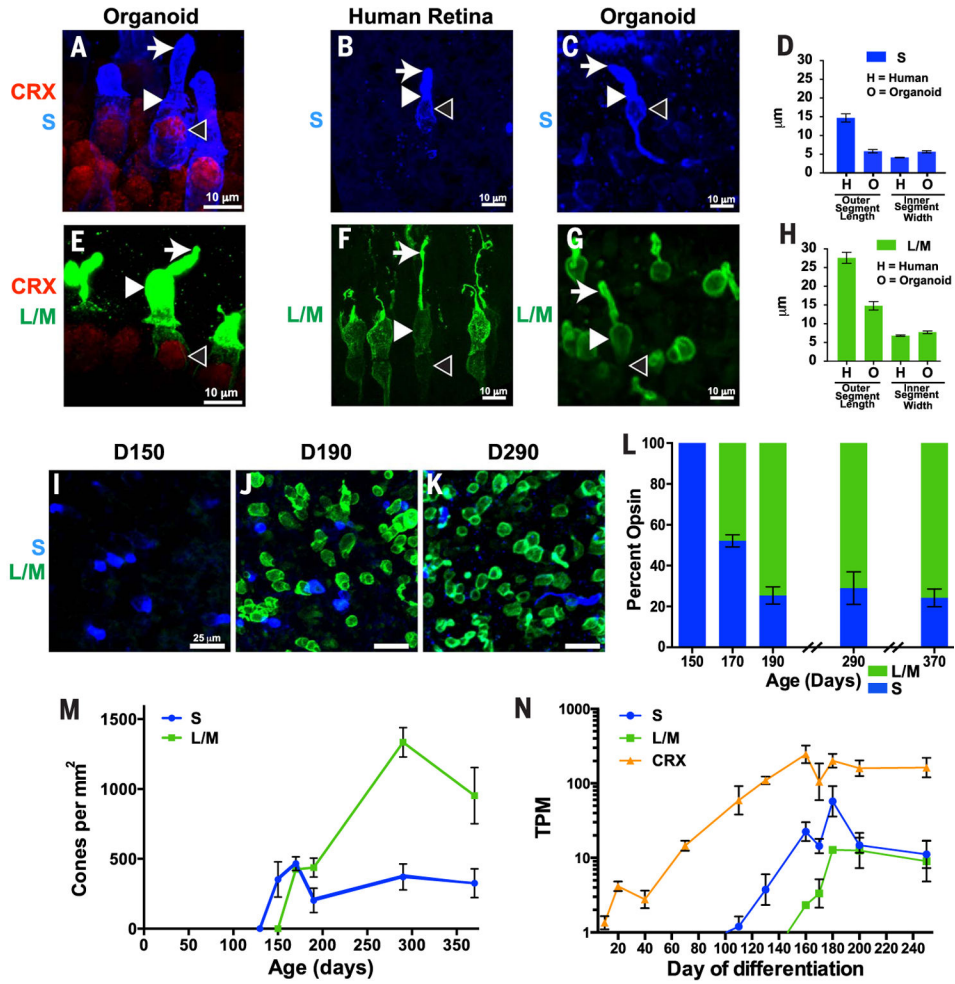 Organoid
Human Retina
Organoid
A
CRX
S
10 µm
B
S
10 µm
C
10 µm
D
S
H = Human
O = Organoid
µm
30
25
20
15
10
5
0
H O H O
Outer Segment Length
Inner Segment Width
E
CRX
L/M
10 µm
F
L/M
10 µm
G
L/M
10 µm
H
L/M
H = Human
O = Organoid
µm
30
20
10
0
H O H O
Outer Segment Length
Inner Segment Width
D150
D190
D290
I
S
L/M
25 µm
J
K
L
Percent Opsin
100
80
60
40
20
0
150 170 190 290 370
Age (Days)
L/M
S
M
S
L/M
Cones per mm²
1500
1000
500
0
0 50 100 150 200 250 300 350
Age (days)
N
S
L/M
CRX
TPM
1000
100
10
1
20 40 60 80 100 120 140 160 180 200 220 240
Day of differentiation